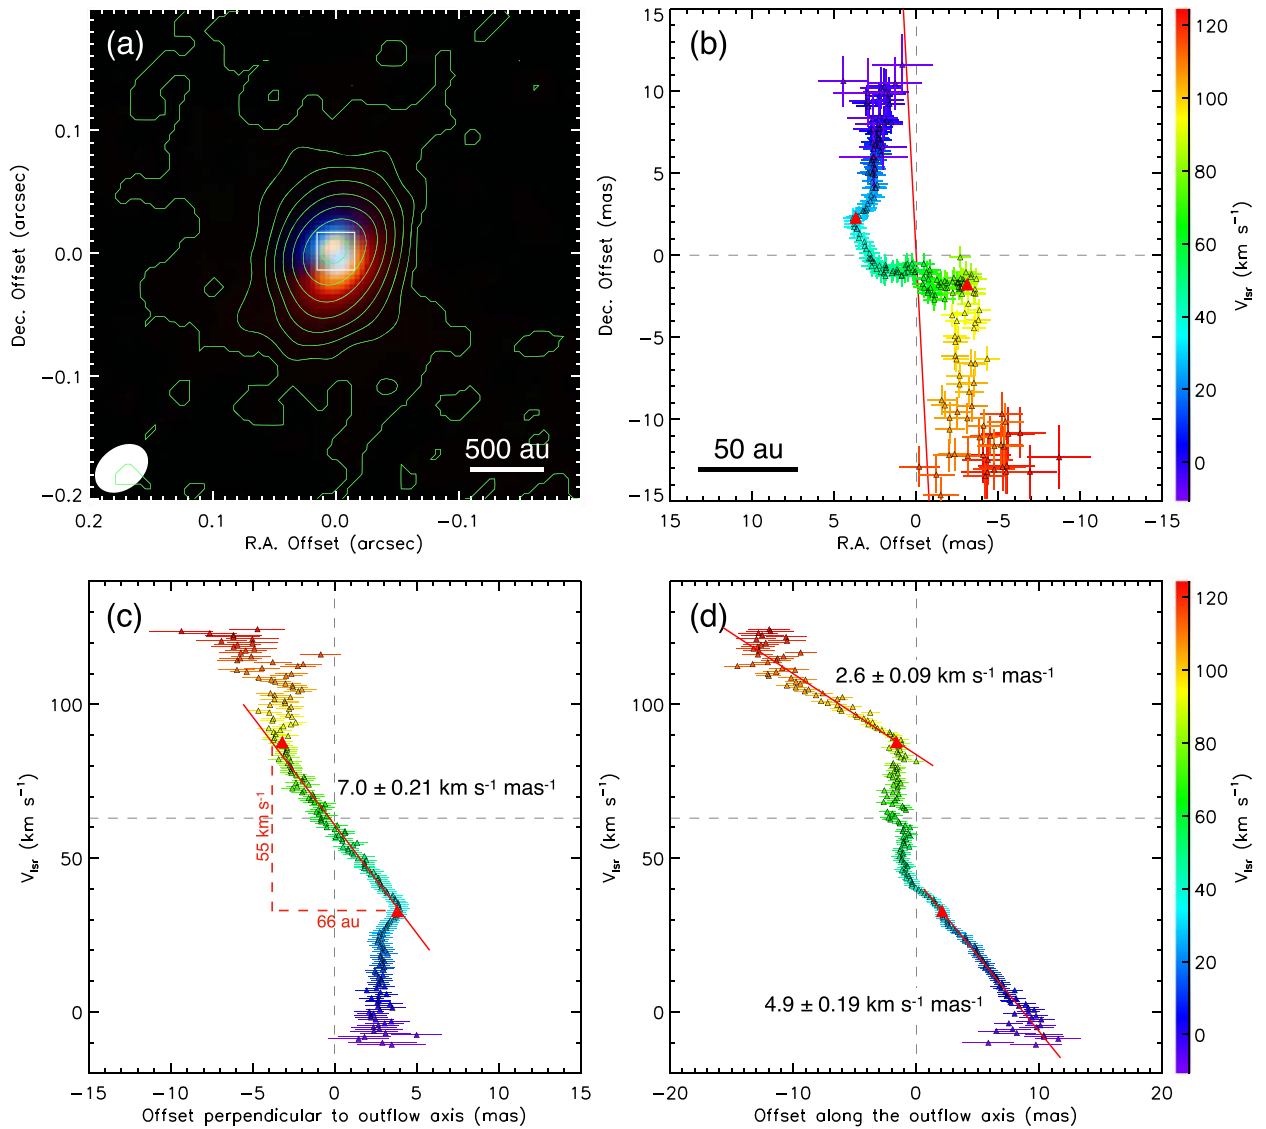 (a)
Dec. Offset (arcsec)
0.1
0.0
−0.1
−0.2
500 au
0.2 0.1 0.0 −0.1
R.A. Offset (arcsec)
(b)
Dec. Offset (mas)
15
10
5
0
−5
−10
−15
50 au
15 10 5 0 −5 −10 −15
R.A. Offset (mas)
120
100
80
60
40
20
0
Vlsr (km s−1)
(c)
Vlsr (km s−1)
100
50
0
7.0 ± 0.21 km s-1 mas-1
55 km s-1
66 au
−15 −10 −5 0 5 10 15
Offset perpendicular to outflow axis (mas)
(d)
Vlsr (km s−1)
100
50
0
2.6 ± 0.09 km s-1 mas-1
4.9 ± 0.19 km s-1 mas-1
−20 −10 0 10 20
Offset along the outflow axis (mas)
120
100
80
60
40
20
0
Vlsr (km s−1)